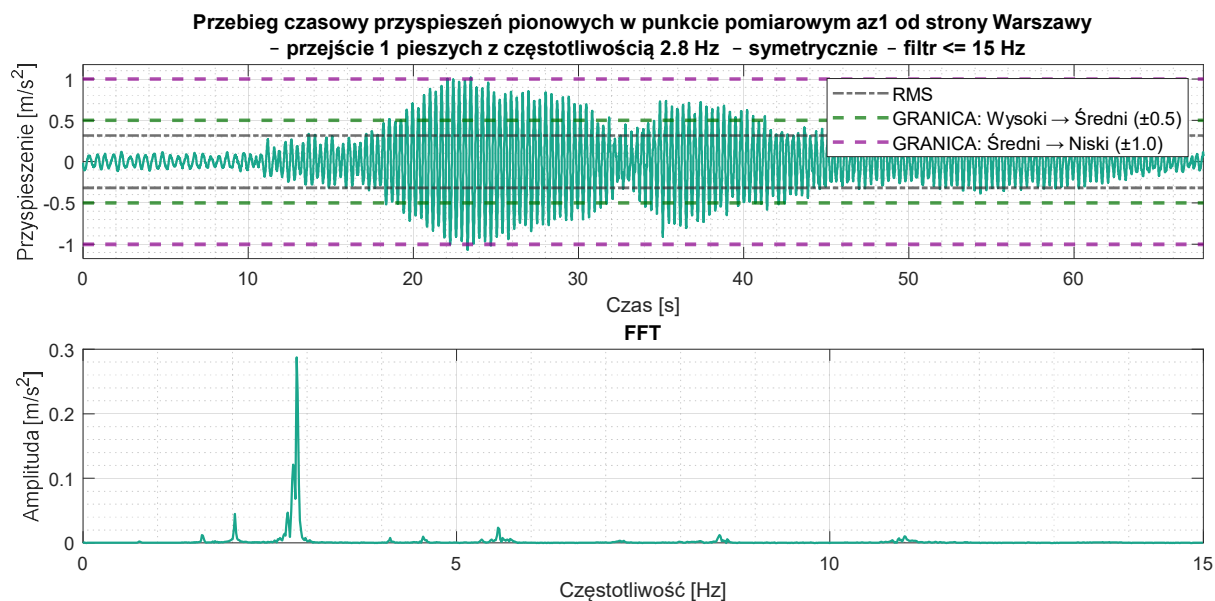 Przebieg czasowy przyspieszeń pionowych w punkcie pomiarowym az1 od strony Warszawy
– przejście 1 pieszych z częstotliwością 2.8 Hz – symetrycznie – filtr <= 15 Hz
Przyspieszenie [m/s²]
1
0.5
0
-0.5
-1
RMS
GRANICA: Wysoki → Średni (±0.5)
GRANICA: Średni → Niski (±1.0)
0 10 20 30 40 50 60
Czas [s]
FFT
Amplituda [m/s²]
0.3
0.2
0.1
0
0 5 10 15
Częstotliwość [Hz]